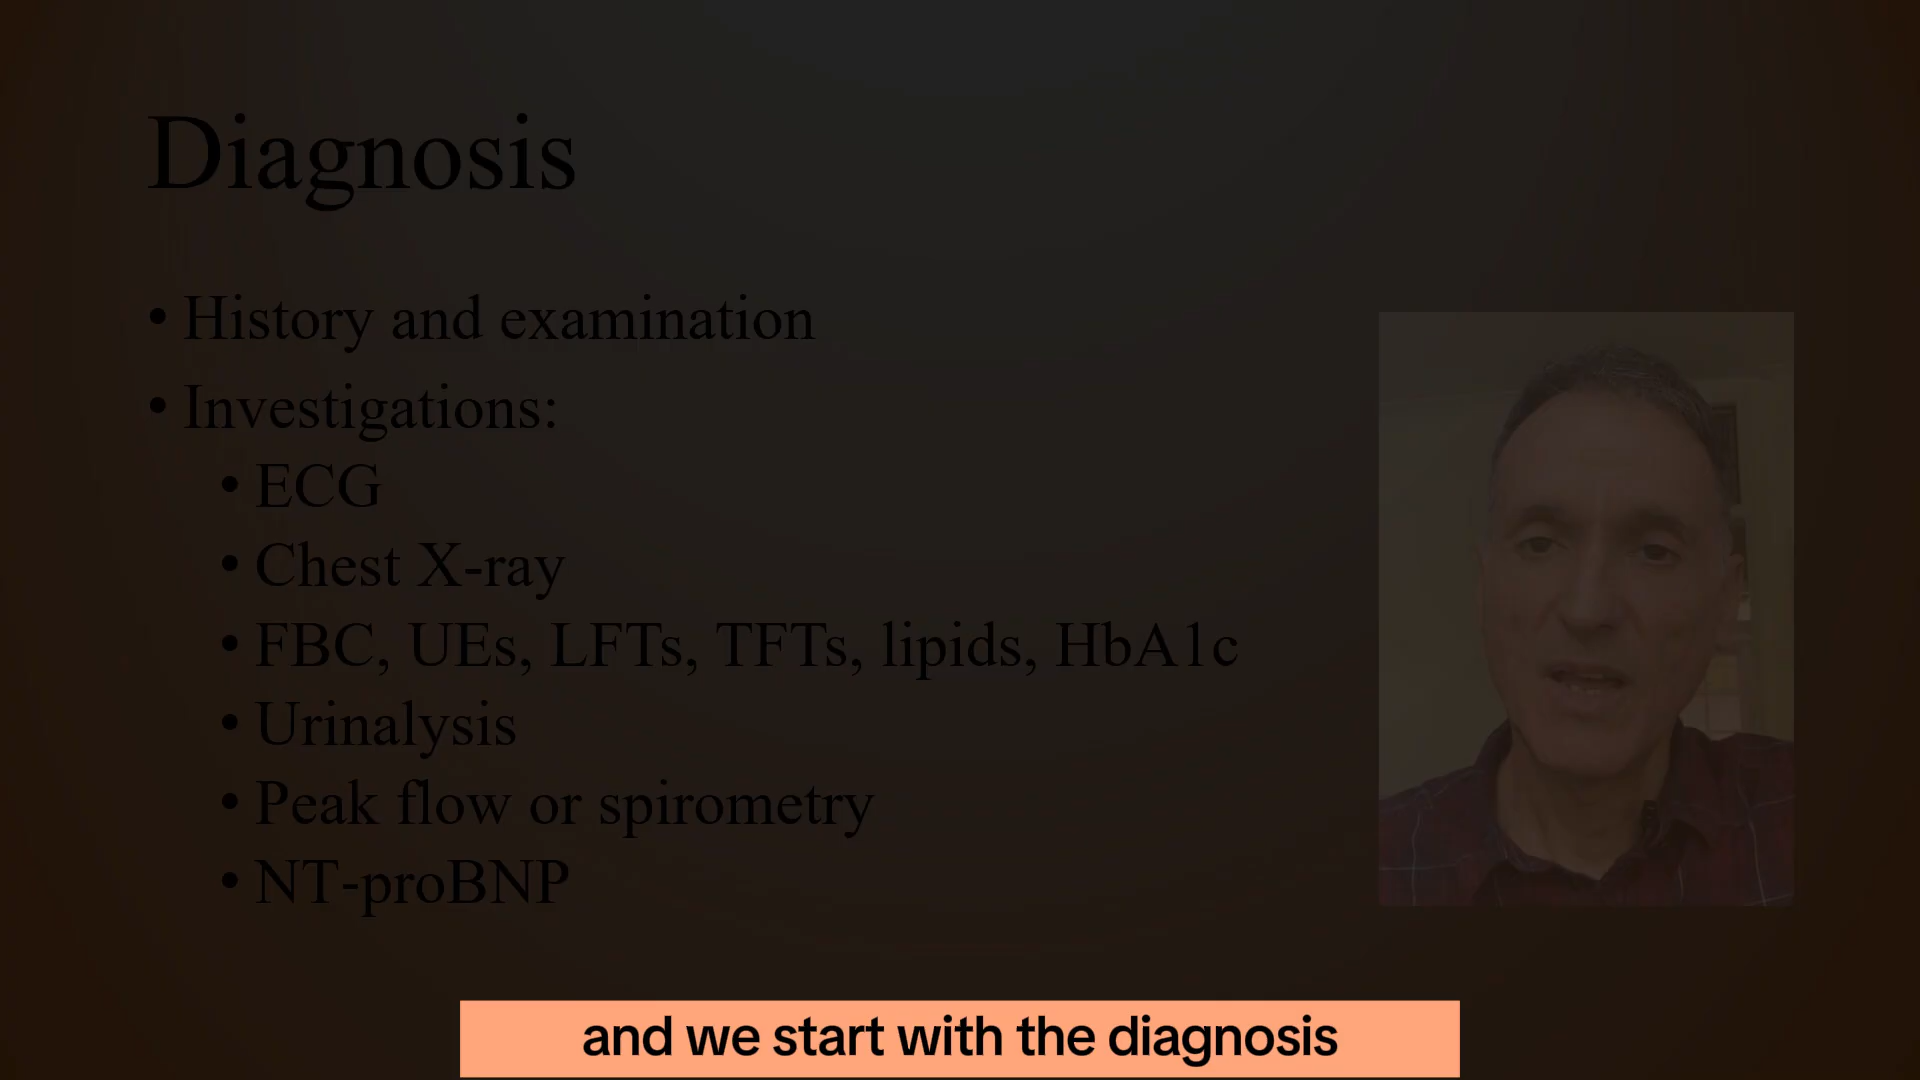 Diagnosis
• History and examination
• Investigations:
• ECG
• Chest X-ray
• FBC, UEs, LFTs, TFTs, lipids, HbA1c
• Urinalysis
• Peak flow or spirometry
• NT-proBNP
and we start with the diagnosis